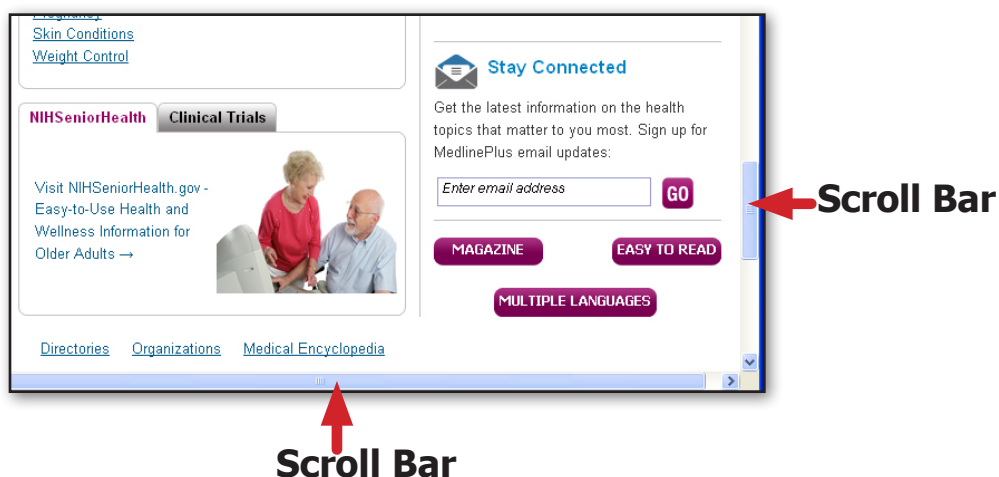 Pregnancy
Skin Conditions
Weight Control
NIHSeniorHealth
Clinical Trials
Visit NIHSeniorHealth.gov -
Easy-to-Use Health and
Wellness Information for
Older Adults →
Directories
Organizations
Medical Encyclopedia
Stay Connected
Get the latest information on the health
topics that matter to you most. Sign up for
MedlinePlus email updates:
Enter email address
GO
MAGAZINE
EASY TO READ
MULTIPLE LANGUAGES
Scroll Bar
Scroll Bar